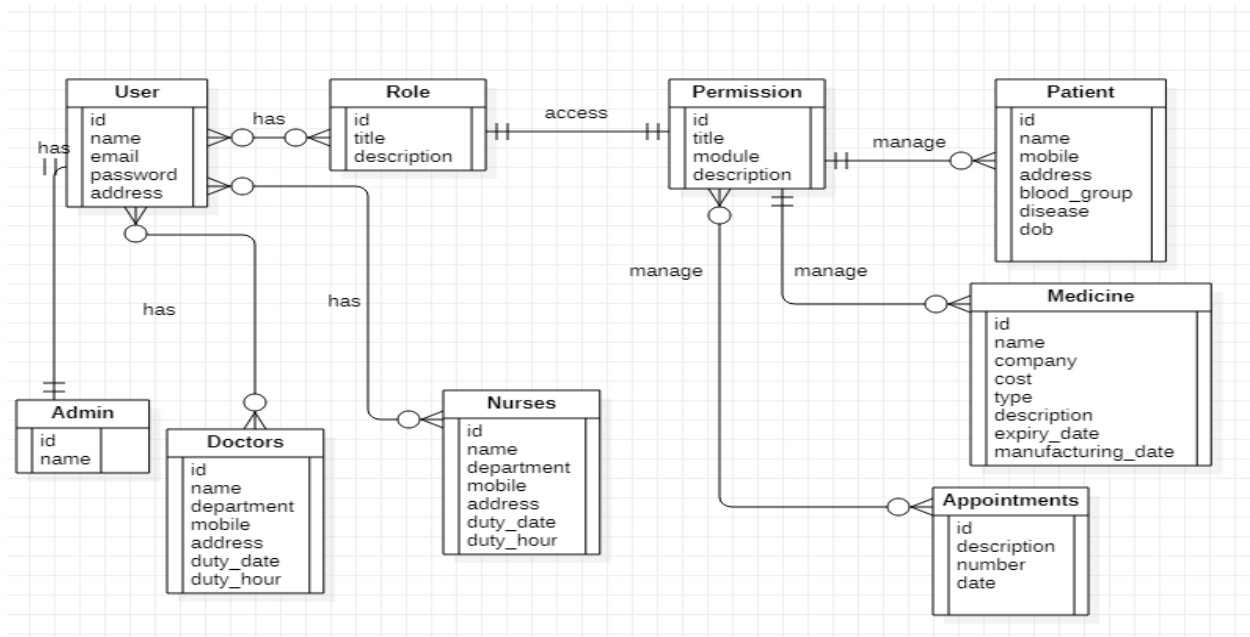 User
id
name
email
password
address
has
Role
id
title
description
access
Permission
id
title
module
description
manage
Patient
id
name
mobile
address
blood_group
disease
dob
has
manage
manage
Medicine
id
name
company
cost
type
description
expiry_date
manufacturing_date
has
has
Admin
id
name
Doctors
id
name
department
mobile
address
duty_date
duty_hour
Nurses
id
name
department
mobile
address
duty_date
duty_hour
Appointments
id
description
number
date